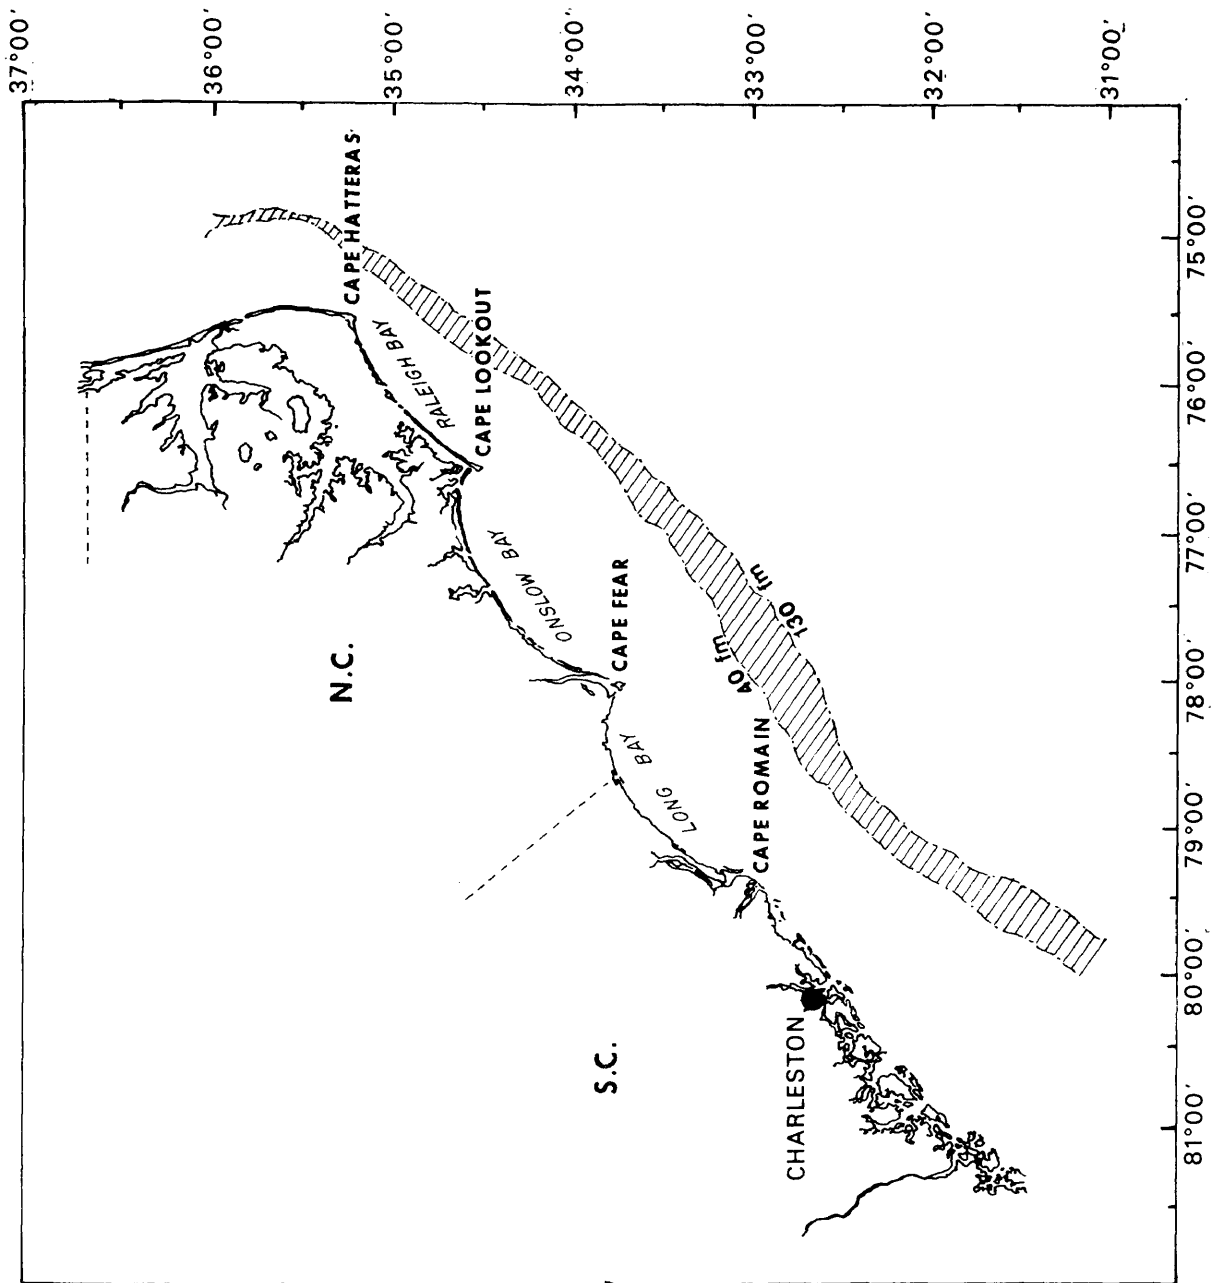 37°00'
36°00'
35°00'
34°00'
33°00'
32°00'
31°00'
75°00'
76°00'
77°00'
78°00'
79°00'
80°00'
81°00'
CAPE HATTERAS
RALEIGH BAY
CAPE LOOKOUT
ONSLOW BAY
N.C.
CAPE FEAR
40 fm
130 fm
LONG BAY
CAPE ROMAIN
S.C.
CHARLESTON